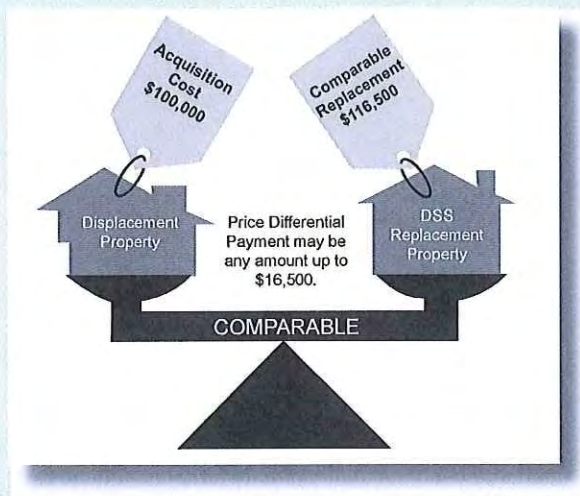 Acquisition
Cost
$100,000
Comparable
Replacement
$116,500
Displacement
Property
Price Differential
Payment may be
any amount up to
$16,500.
DSS
Replacement
Property
COMPARABLE